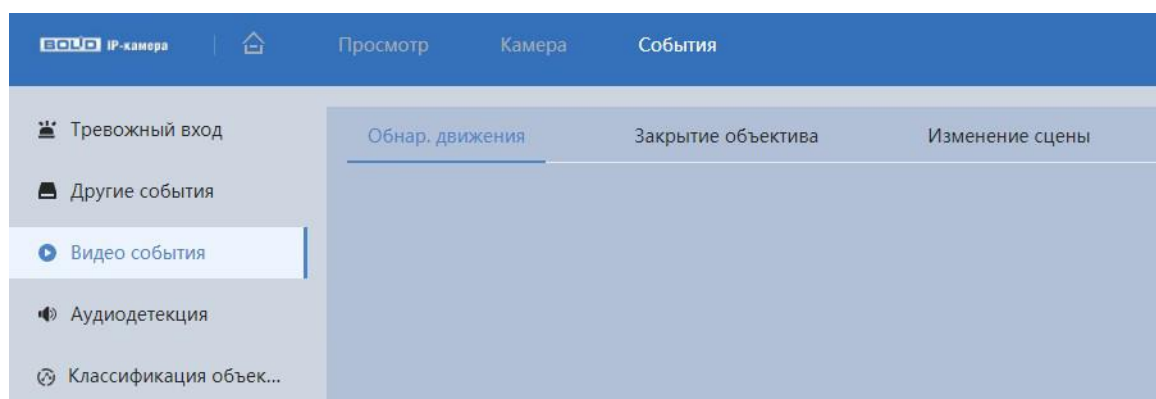 BOLID IP-камера Просмотр Камера События
Тревожный вход
Обнар. движения Закрытие объектива Изменение сцены
Другие события
Видео события
Аудиодетекция
Классификация объек...